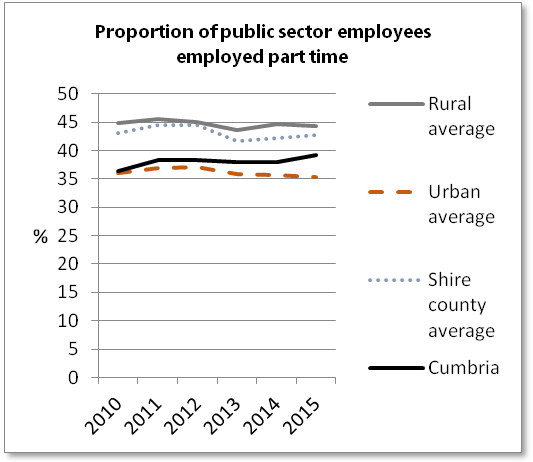 Proportion of public sector employees
employed part time
50
45
40
35
30
25
20
15
10
5
0
%
2010
2011
2012
2013
2014
2015
Rural
average
Urban
average
Shire
county
average
Cumbria